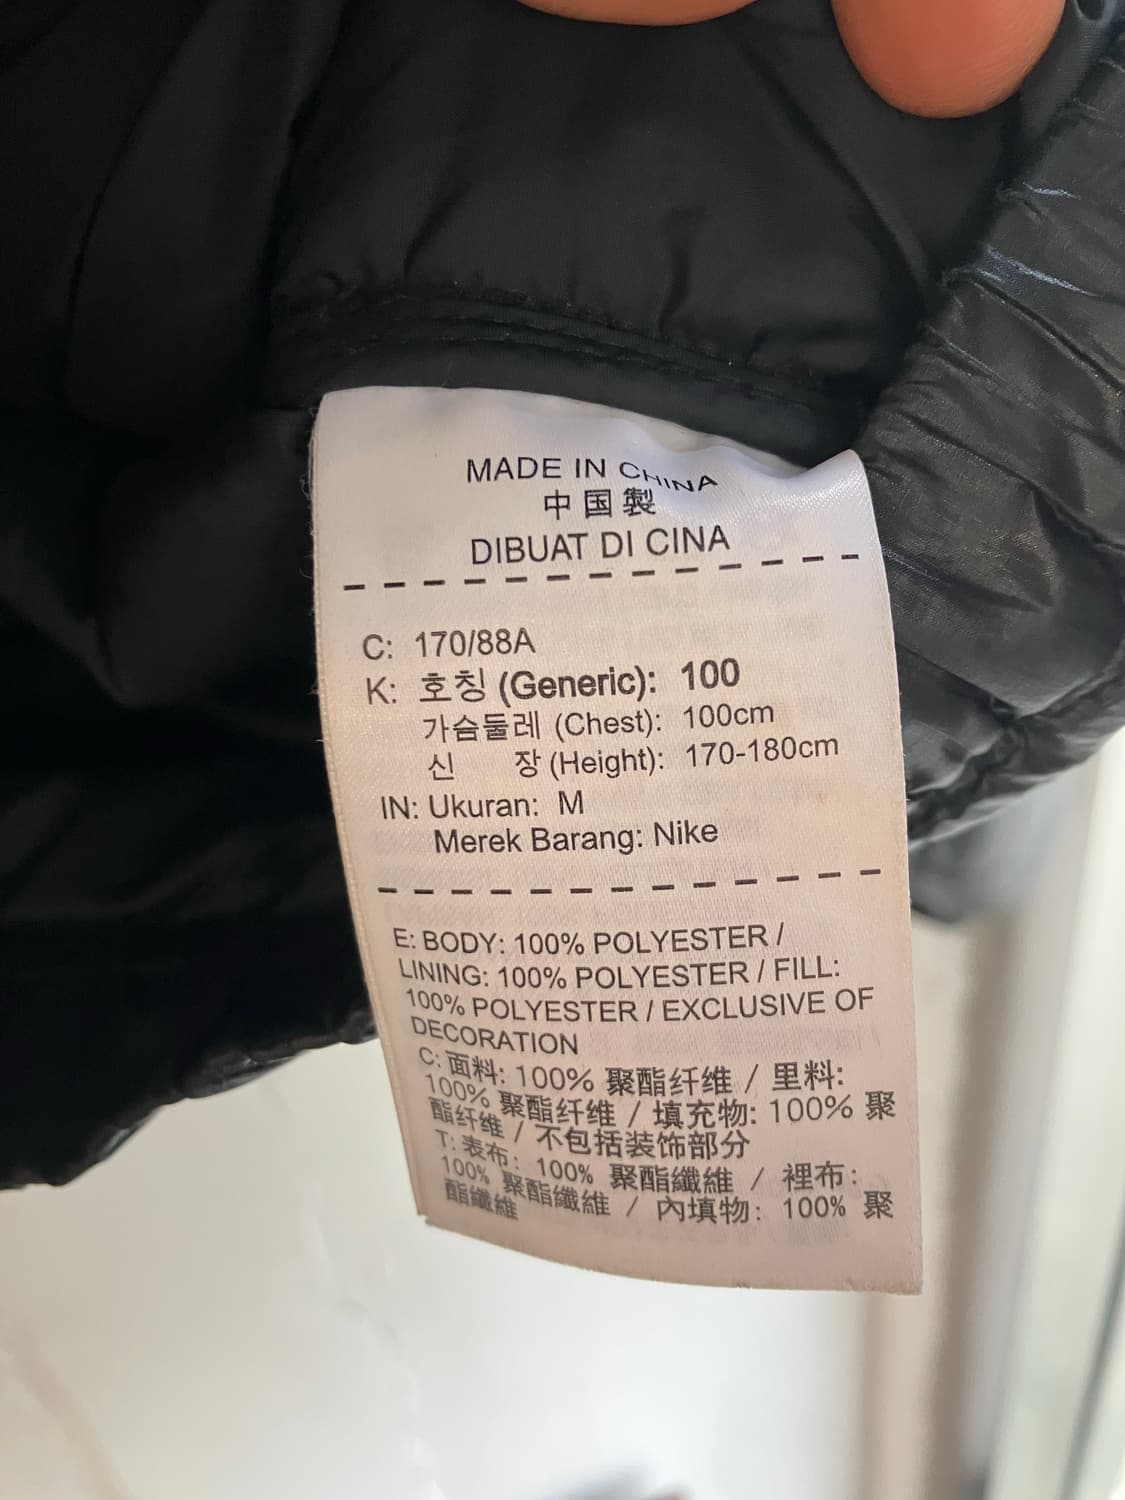 MADE IN CHINA
中国製
DIBUAT DI CINA
C: 170/88A
K: 호칭 (Generic): 100
가슴둘레 (Chest): 100cm
신 장 (Height): 170-180cm
IN: Ukuran: M
Merek Barang: Nike
E: BODY: 100% POLYESTER /
LINING: 100% POLYESTER / FILL:
100% POLYESTER / EXCLUSIVE OF
DECORATION
C: 面料: 100% 聚酯纤维 / 里料:
100% 聚酯纤维 / 填充物: 100% 聚
酯纤维 / 不包括装饰部分
T: 表布: 100% 聚酯纖維 / 裡布:
100% 聚酯纖維 / 內填物: 100% 聚
酯纖維